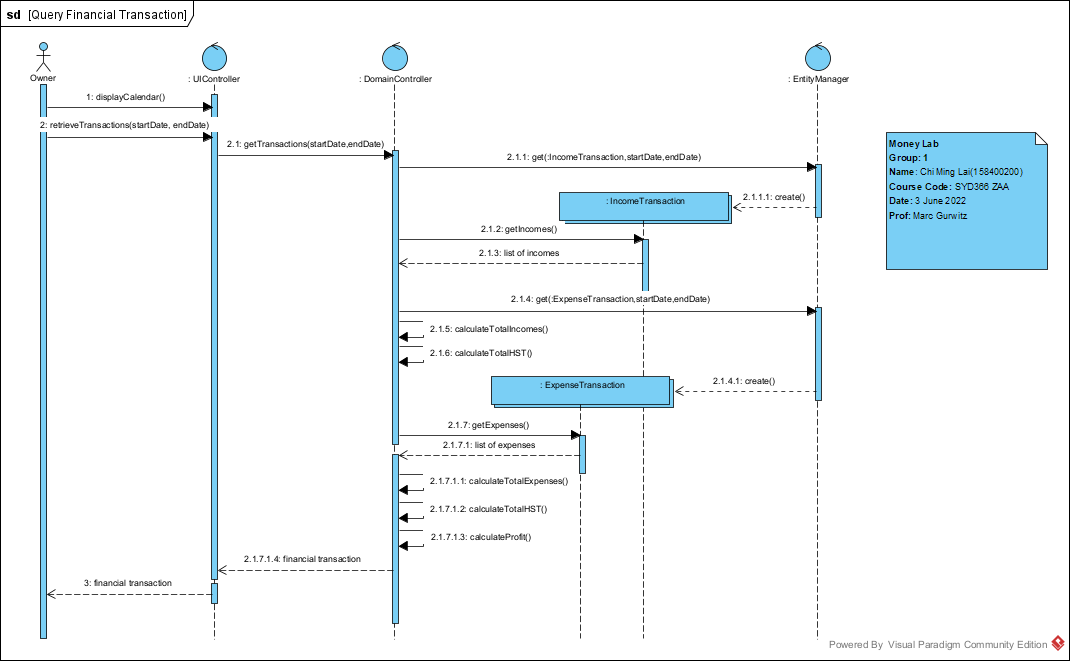 sd [Query Financial Transaction]
Owner
: UIController
: DomainController
: EntityManager
1: displayCalendar()
2: retrieveTransactions(startDate, endDate)
2.1: getTransactions(startDate,endDate)
2.1.1: get(:IncomeTransaction,startDate,endDate)
Money Lab
Group: 1
Name: Chi Ming Lai(158400200)
Course Code: SYD366 ZAA
Date: 3 June 2022
Prof: Marc Gurwitz
: IncomeTransaction
2.1.1.1: create()
2.1.2: getIncomes()
2.1.3: list of incomes
2.1.4: get(:ExpenseTransaction,startDate,endDate)
2.1.5: calculateTotalIncomes()
2.1.6: calculateTotalHST()
: ExpenseTransaction
2.1.4.1: create()
2.1.7: getExpenses()
2.1.7.1: list of expenses
2.1.7.1.1: calculateTotalExpenses()
2.1.7.1.2: calculateTotalHST()
2.1.7.1.3: calculateProfit()
2.1.7.1.4: financial transaction
3: financial transaction
Powered By Visual Paradigm Community Edition